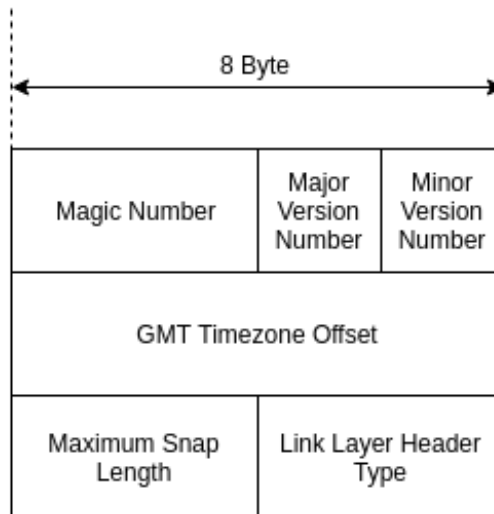 8 Byte
Magic Number
Major
Version
Number
Minor
Version
Number
GMT Timezone Offset
Maximum Snap
Length
Link Layer Header
Type